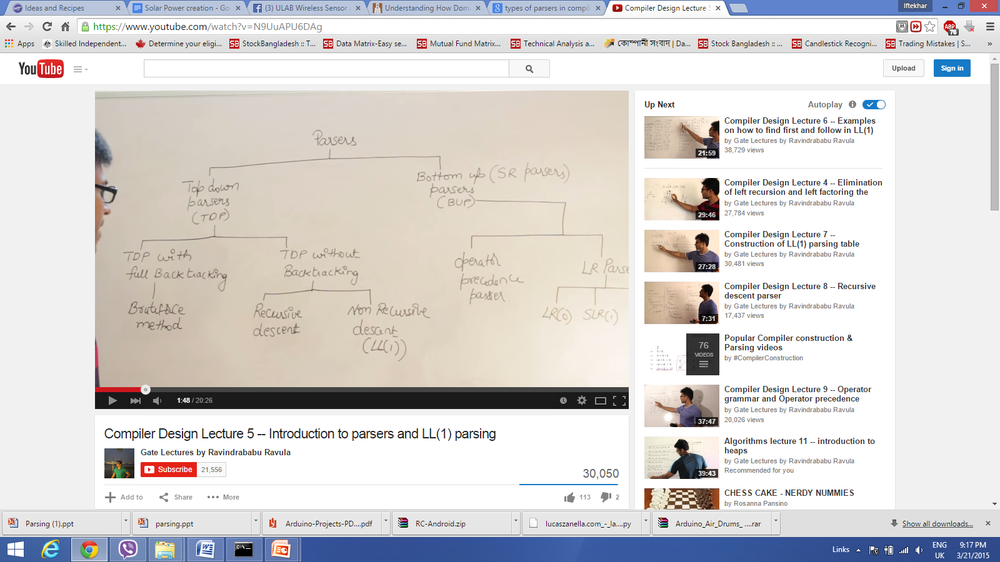 Ideas and Recipes
Solar Power creation - Go
(3) ULAB Wireless Sensor
Understanding How Dom
types of parsers in compil
Compiler Design Lecture 5
Iftekhar
https://www.youtube.com/watch?v=N9UuAPU6DAg
ABP
76
Apps
Skilled Independent...
Determine your eligi...
SB
StockBangladesh :: T...
SB
Data Matrix-Easy se...
SB
Mutual Fund Matrix...
SB
Technical Analysis a...
কোম্পানী সংবাদ | Da...
SB
Stock Bangladesh :: ...
SB
Candlestick Recogni...
SB
Trading Mistakes | S...
»
YouTube
Upload
Sign in
Parsers
Top down
parsers
(TDP)
Bottom up (SR parsers)
parsers
(BUP)
TDP with
full Backtracking
TDP without
Backtracking
operator
precedence
parser
LR Parse
Bruteforce
method
Recursive
descent
Non Recursive
descent
(LL(1))
LR(0)
SLR(1)
1:48 / 20:26
Compiler Design Lecture 5 -- Introduction to parsers and LL(1) parsing
Gate Lectures by Ravindrababu Ravula
Subscribe
21,556
30,050
Add to
Share
More
113
2
Up Next
Autoplay
Compiler Design Lecture 6 -- Examples
on how to find first and follow in LL(1)
by Gate Lectures by Ravindrababu Ravula
38,729 views
21:59
Compiler Design Lecture 4 -- Elimination
of left recursion and left factoring the
by Gate Lectures by Ravindrababu Ravula
27,784 views
29:46
Compiler Design Lecture 7 --
Construction of LL(1) parsing table
by Gate Lectures by Ravindrababu Ravula
30,481 views
27:28
Compiler Design Lecture 8 -- Recursive
descent parser
by Gate Lectures by Ravindrababu Ravula
17,437 views
7:31
Popular Compiler construction &
Parsing videos
by #CompilerConstruction
76
VIDEOS
Compiler Design Lecture 9 -- Operator
grammar and Operator precedence
by Gate Lectures by Ravindrababu Ravula
20,026 views
37:47
Algorithms lecture 11 -- introduction to
heaps
by Gate Lectures by Ravindrababu Ravula
Recommended for you
39:43
CHESS CAKE - NERDY NUMMIES
by Rosanna Pansino
Parsing (1).ppt
parsing.ppt
Arduino-Projects-PD....pdf
RC-Android.zip
lucaszanella.com_-_la....py
Arduino_Air_Drums_ ....rar
Show all downloads...
Links
ENG
UK
9:17 PM
3/21/2015